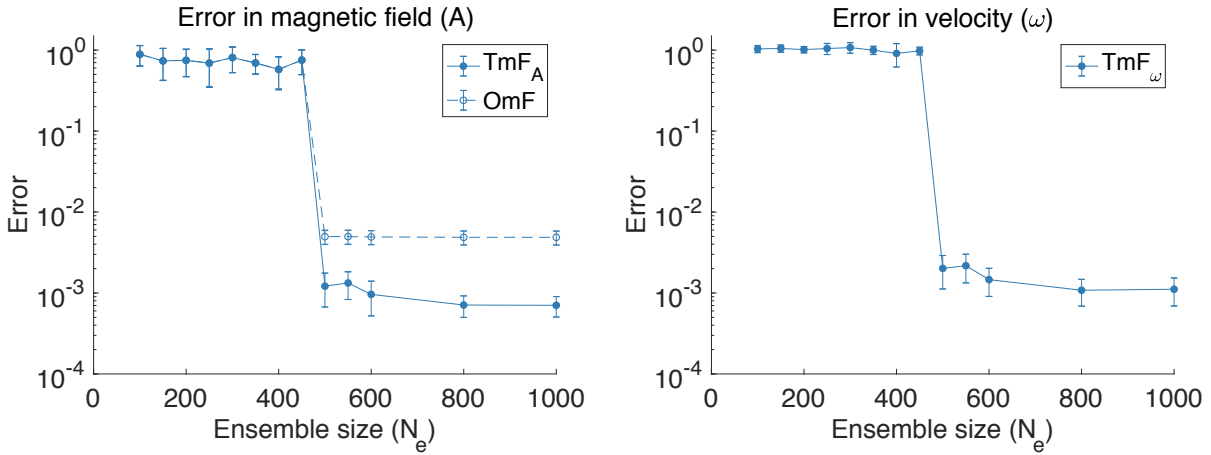 Error in magnetic field (A)
Error
10^0
10^-1
10^-2
10^-3
10^-4
0 200 400 600 800 1000
Ensemble size (N_e)
TmF_A
OmF
Error in velocity (ω)
Error
10^0
10^-1
10^-2
10^-3
10^-4
0 200 400 600 800 1000
Ensemble size (N_e)
TmF_ω